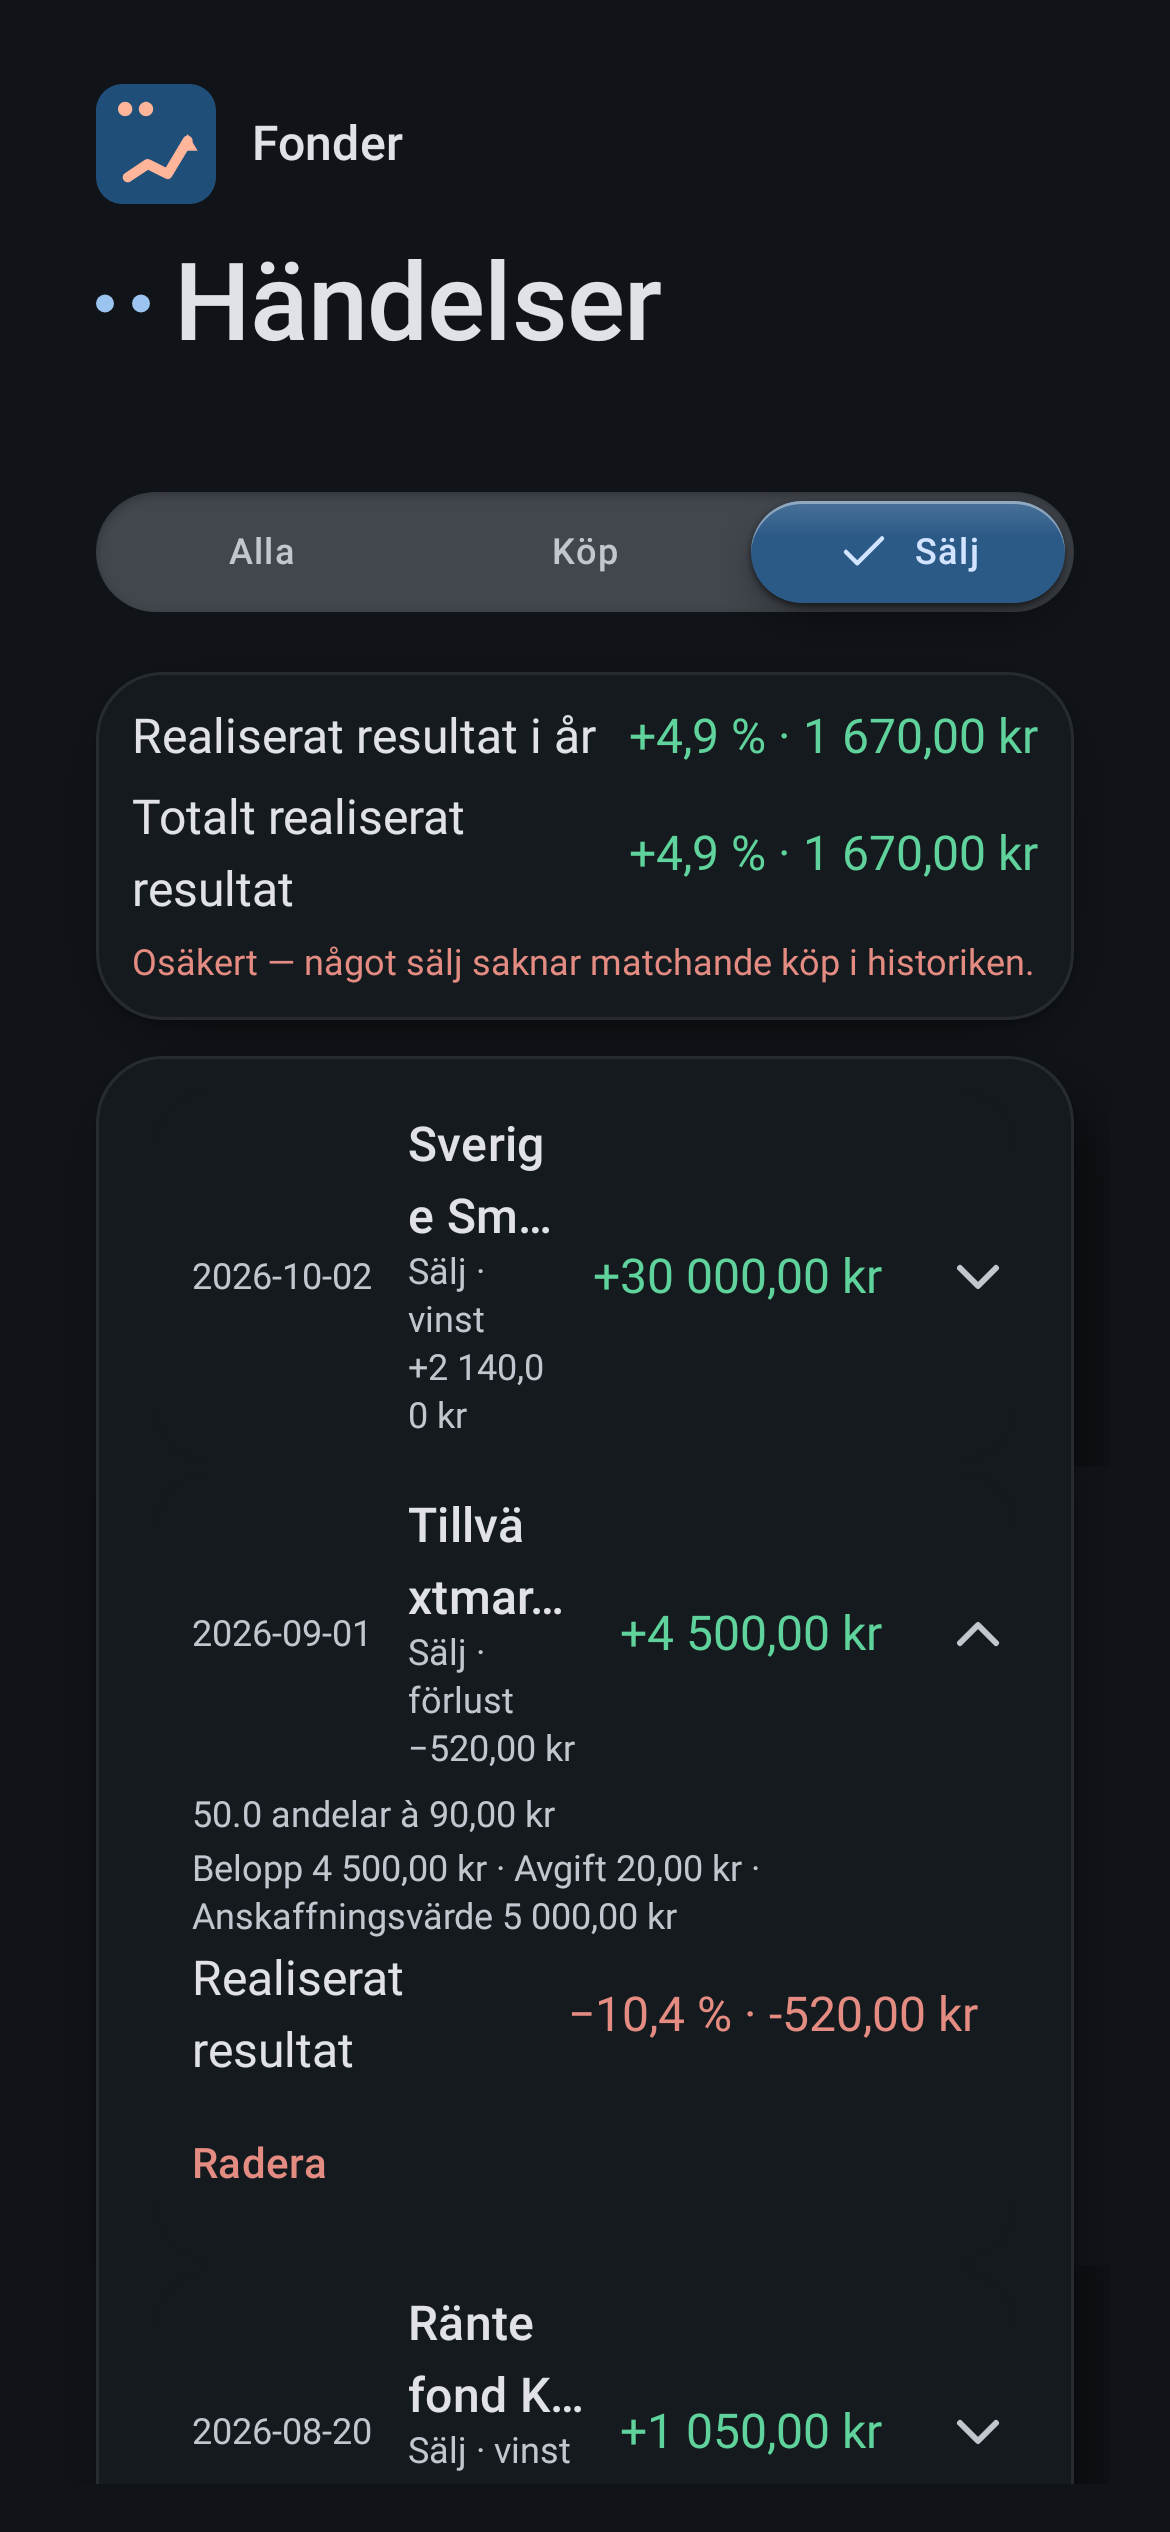 Fonder
Händelser
Alla
Köp
Sälj
Realiserat resultat i år
+4,9 % · 1 670,00 kr
Totalt realiserat
resultat
+4,9 % · 1 670,00 kr
Osäkert — något sälj saknar matchande köp i historiken.
2026-10-02
Sverig
e Sm…
Sälj ·
vinst
+2 140,0
0 kr
+30 000,00 kr
2026-09-01
Tillvä
xtmar…
Sälj ·
förlust
−520,00 kr
+4 500,00 kr
50.0 andelar à 90,00 kr
Belopp 4 500,00 kr · Avgift 20,00 kr ·
Anskaffningsvärde 5 000,00 kr
Realiserat
resultat
−10,4 % · -520,00 kr
Radera
2026-08-20
Ränte
fond K…
Sälj · vinst
+1 050,00 kr